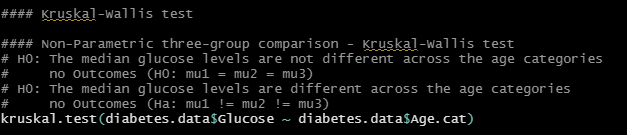 #### Kruskal-Wallis test
#### Non-Parametric three-group comparison - Kruskal-Wallis test
# H0: The median glucose levels are not different across the age categories
#     no Outcomes (H0: mu1 = mu2 = mu3)
# H0: The median glucose levels are different across the age categories
#     no Outcomes (Ha: mu1 != mu2 != mu3)
kruskal.test(diabetes.data$Glucose ~ diabetes.data$Age.cat)